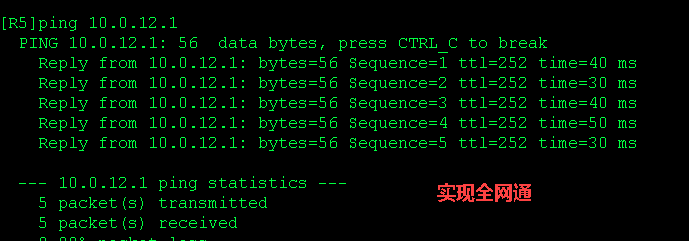 [R5]ping 10.0.12.1
PING 10.0.12.1: 56  data bytes, press CTRL_C to break
Reply from 10.0.12.1: bytes=56 Sequence=1 ttl=252 time=40 ms
Reply from 10.0.12.1: bytes=56 Sequence=2 ttl=252 time=30 ms
Reply from 10.0.12.1: bytes=56 Sequence=3 ttl=252 time=40 ms
Reply from 10.0.12.1: bytes=56 Sequence=4 ttl=252 time=50 ms
Reply from 10.0.12.1: bytes=56 Sequence=5 ttl=252 time=30 ms
--- 10.0.12.1 ping statistics ---
5 packet(s) transmitted
实现全网通
5 packet(s) received